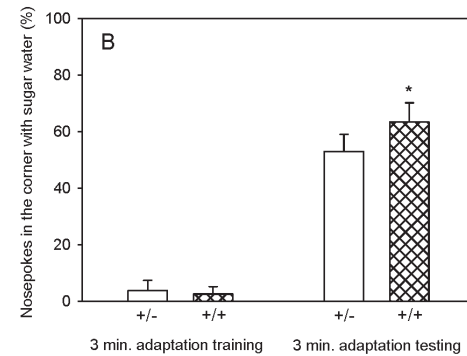 Nosepokes in the corner with sugar water (%)
100
80
60
40
20
0
B
*
+/- +/+ +/- +/+
3 min. adaptation training 3 min. adaptation testing